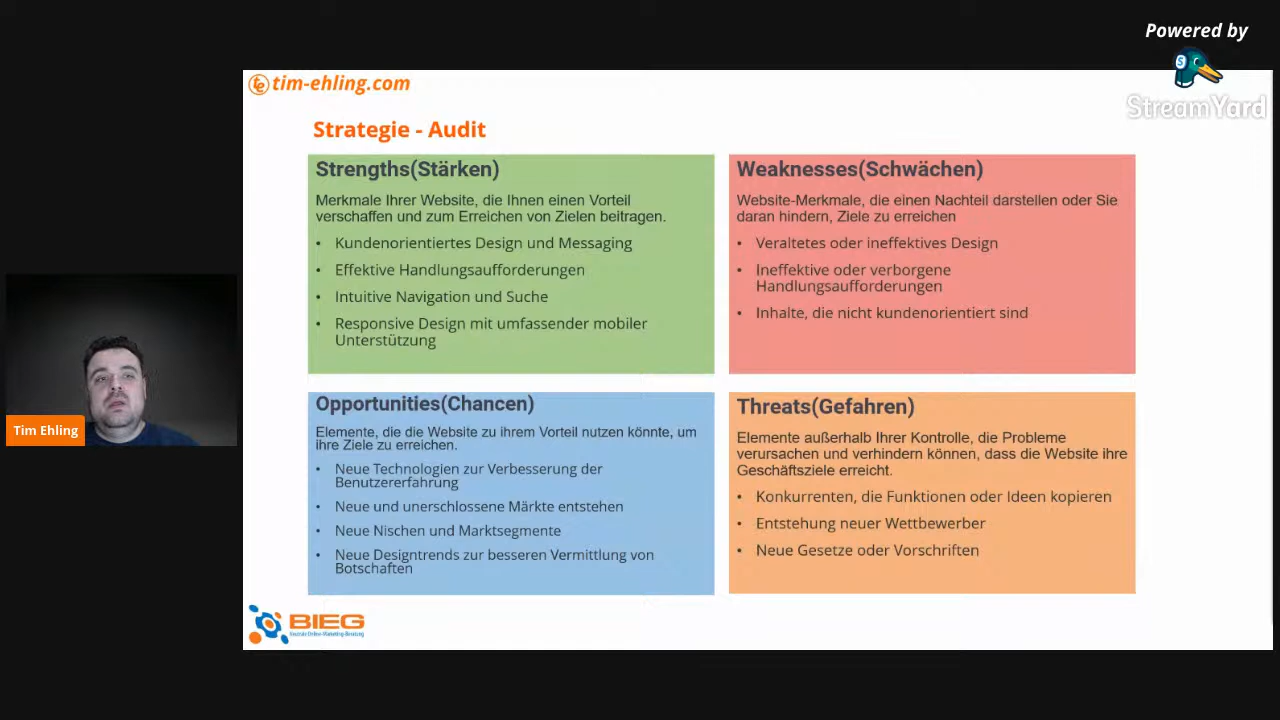 Powered by
StreamYard
tim-ehling.com
Strategie - Audit
Strengths(Stärken)
Merkmale Ihrer Website, die Ihnen einen Vorteil
verschaffen und zum Erreichen von Zielen beitragen.
• Kundenorientiertes Design und Messaging
• Effektive Handlungsaufforderungen
• Intuitive Navigation und Suche
• Responsive Design mit umfassender mobiler
Unterstützung
Weaknesses(Schwächen)
Website-Merkmale, die einen Nachteil darstellen oder Sie
daran hindern, Ziele zu erreichen
• Veraltetes oder ineffektives Design
• Ineffektive oder verborgene
Handlungsaufforderungen
• Inhalte, die nicht kundenorientiert sind
Opportunities(Chancen)
Elemente, die die Website zu ihrem Vorteil nutzen könnte, um
ihre Ziele zu erreichen.
• Neue Technologien zur Verbesserung der
Benutzererfahrung
• Neue und unerschlossene Märkte entstehen
• Neue Nischen und Marktsegmente
• Neue Designtrends zur besseren Vermittlung von
Botschaften
Threats(Gefahren)
Elemente außerhalb Ihrer Kontrolle, die Probleme
verursachen und verhindern können, dass die Website ihre
Geschäftsziele erreicht.
• Konkurrenten, die Funktionen oder Ideen kopieren
• Entstehung neuer Wettbewerber
• Neue Gesetze oder Vorschriften
Tim Ehling
BIEG
Neutrale Online-Marketing-Beratung